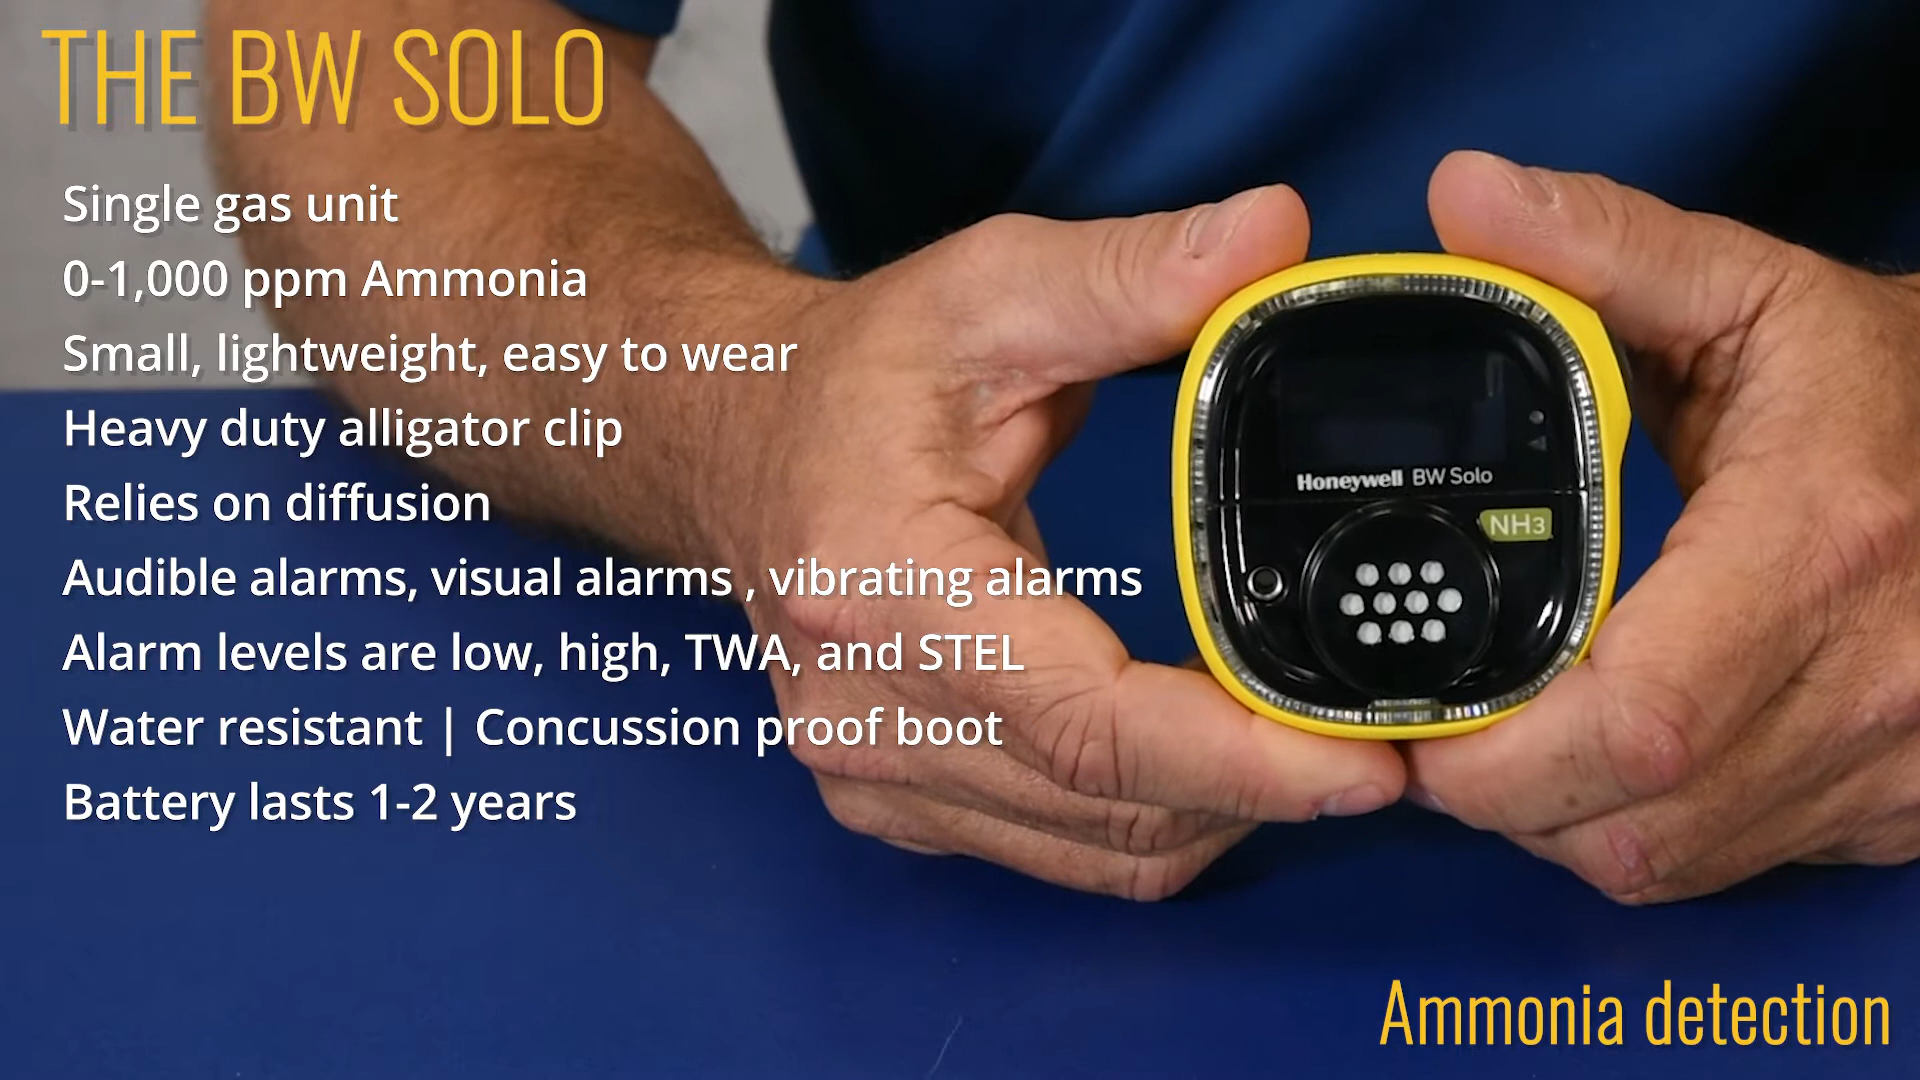 THE BW SOLO
Single gas unit
0-1,000 ppm Ammonia
Small, lightweight, easy to wear
Heavy duty alligator clip
Relies on diffusion
Audible alarms, visual alarms , vibrating alarms
Alarm levels are low, high, TWA, and STEL
Water resistant | Concussion proof boot
Battery lasts 1-2 years
Honeywell BW Solo
NH3
Ammonia detection